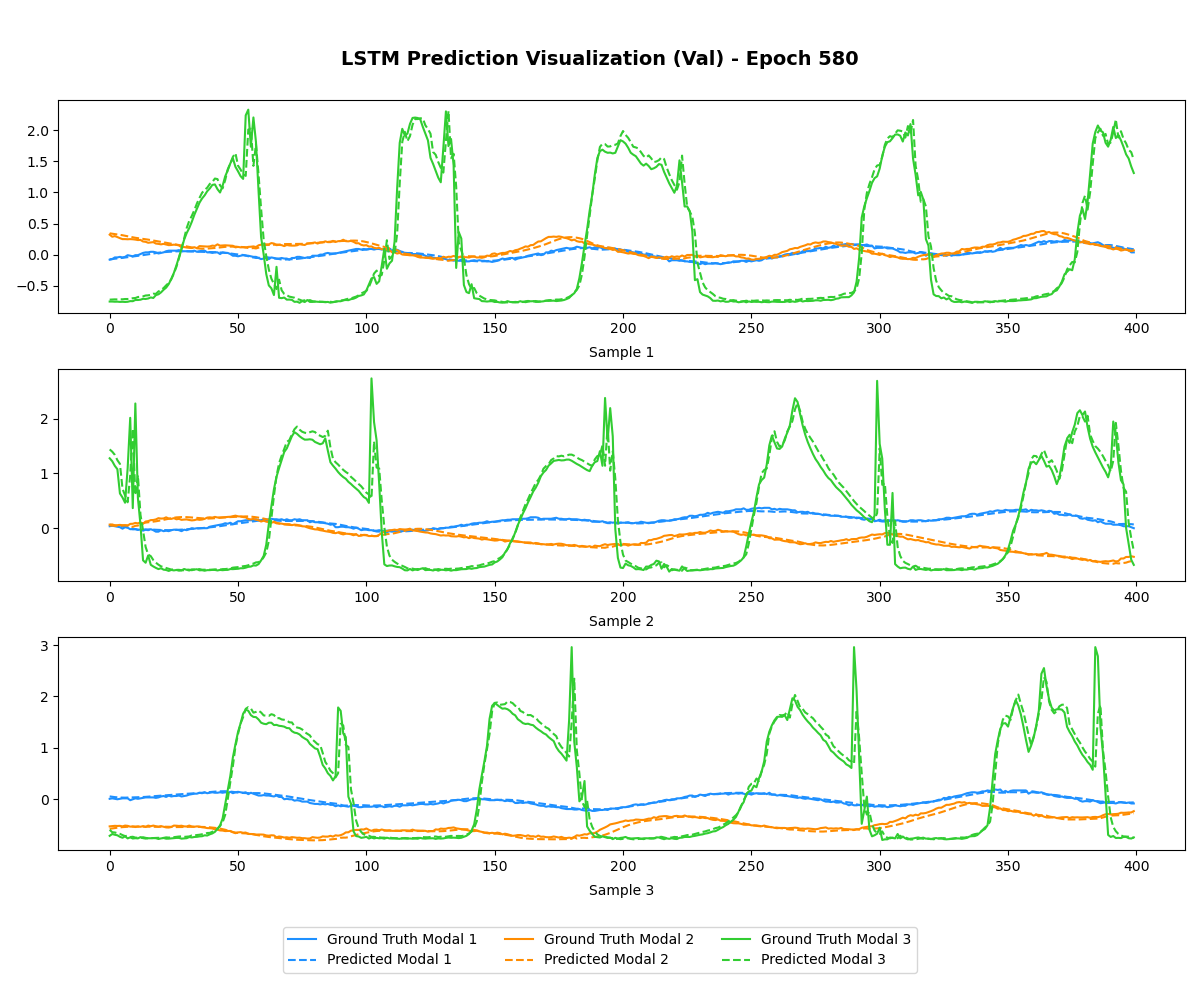 LSTM Prediction Visualization (Val) - Epoch 580
2.0
1.5
1.0
0.5
0.0
−0.5
0 50 100 150 200 250 300 350 400
Sample 1
2
1
0
0 50 100 150 200 250 300 350 400
Sample 2
3
2
1
0
0 50 100 150 200 250 300 350 400
Sample 3
Ground Truth Modal 1 Ground Truth Modal 2 Ground Truth Modal 3
Predicted Modal 1 Predicted Modal 2 Predicted Modal 3